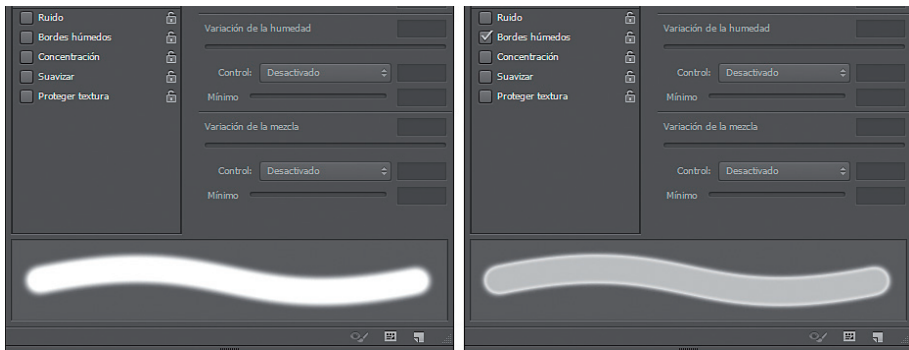 Ruido
Bordes húmedos
Concentración
Suavizar
Proteger textura
Variación de la humedad
Control: Desactivado
Mínimo
Variación de la mezcla
Control: Desactivado
Mínimo
Ruido
Bordes húmedos
Concentración
Suavizar
Proteger textura
Variación de la humedad
Control: Desactivado
Mínimo
Variación de la mezcla
Control: Desactivado
Mínimo